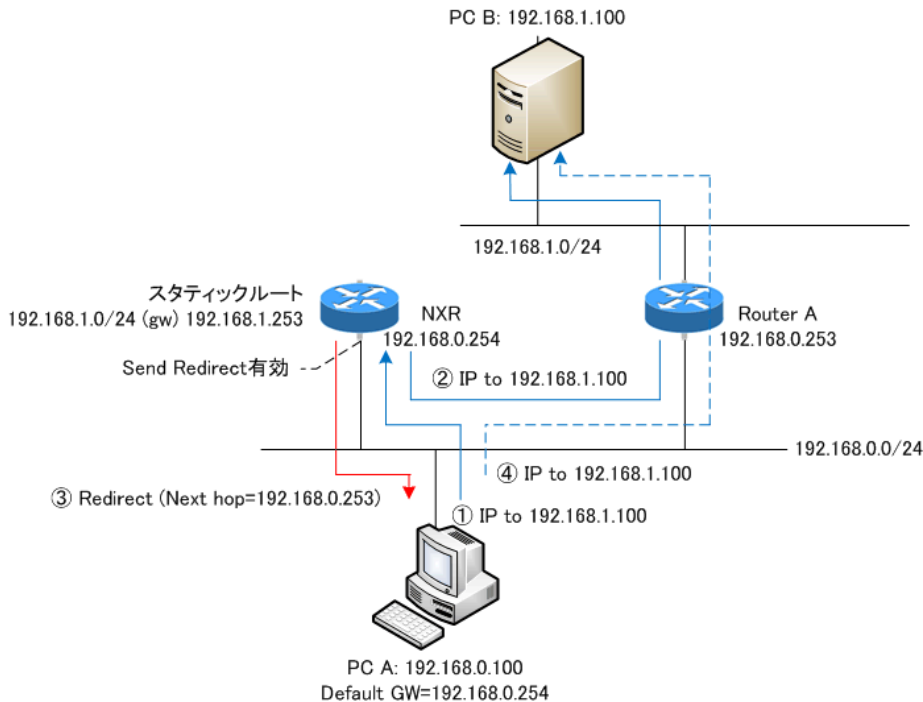 PC B: 192.168.1.100
192.168.1.0/24
スタティックルート
192.168.1.0/24 (gw) 192.168.1.253
NXR
192.168.0.254
Router A
192.168.0.253
Send Redirect有効
② IP to 192.168.1.100
192.168.0.0/24
④ IP to 192.168.1.100
③ Redirect (Next hop=192.168.0.253)
① IP to 192.168.1.100
PC A: 192.168.0.100
Default GW=192.168.0.254